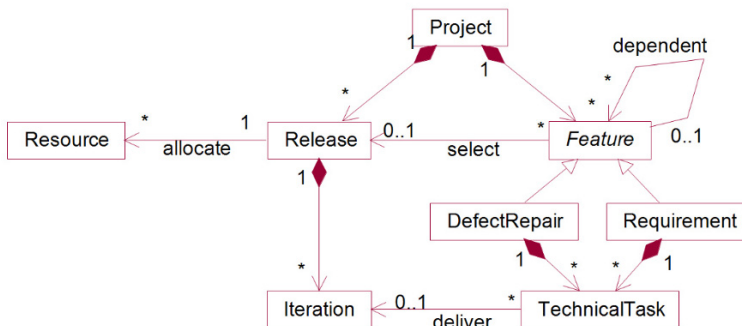 Project
1
1
dependent
*
*
*
*
1
0..1
*
0..1
Resource
Release
Feature
allocate
select
1
DefectRepair
Requirement
1
*
*
1
*
0..1
*
Iteration
TechnicalTask
deliver